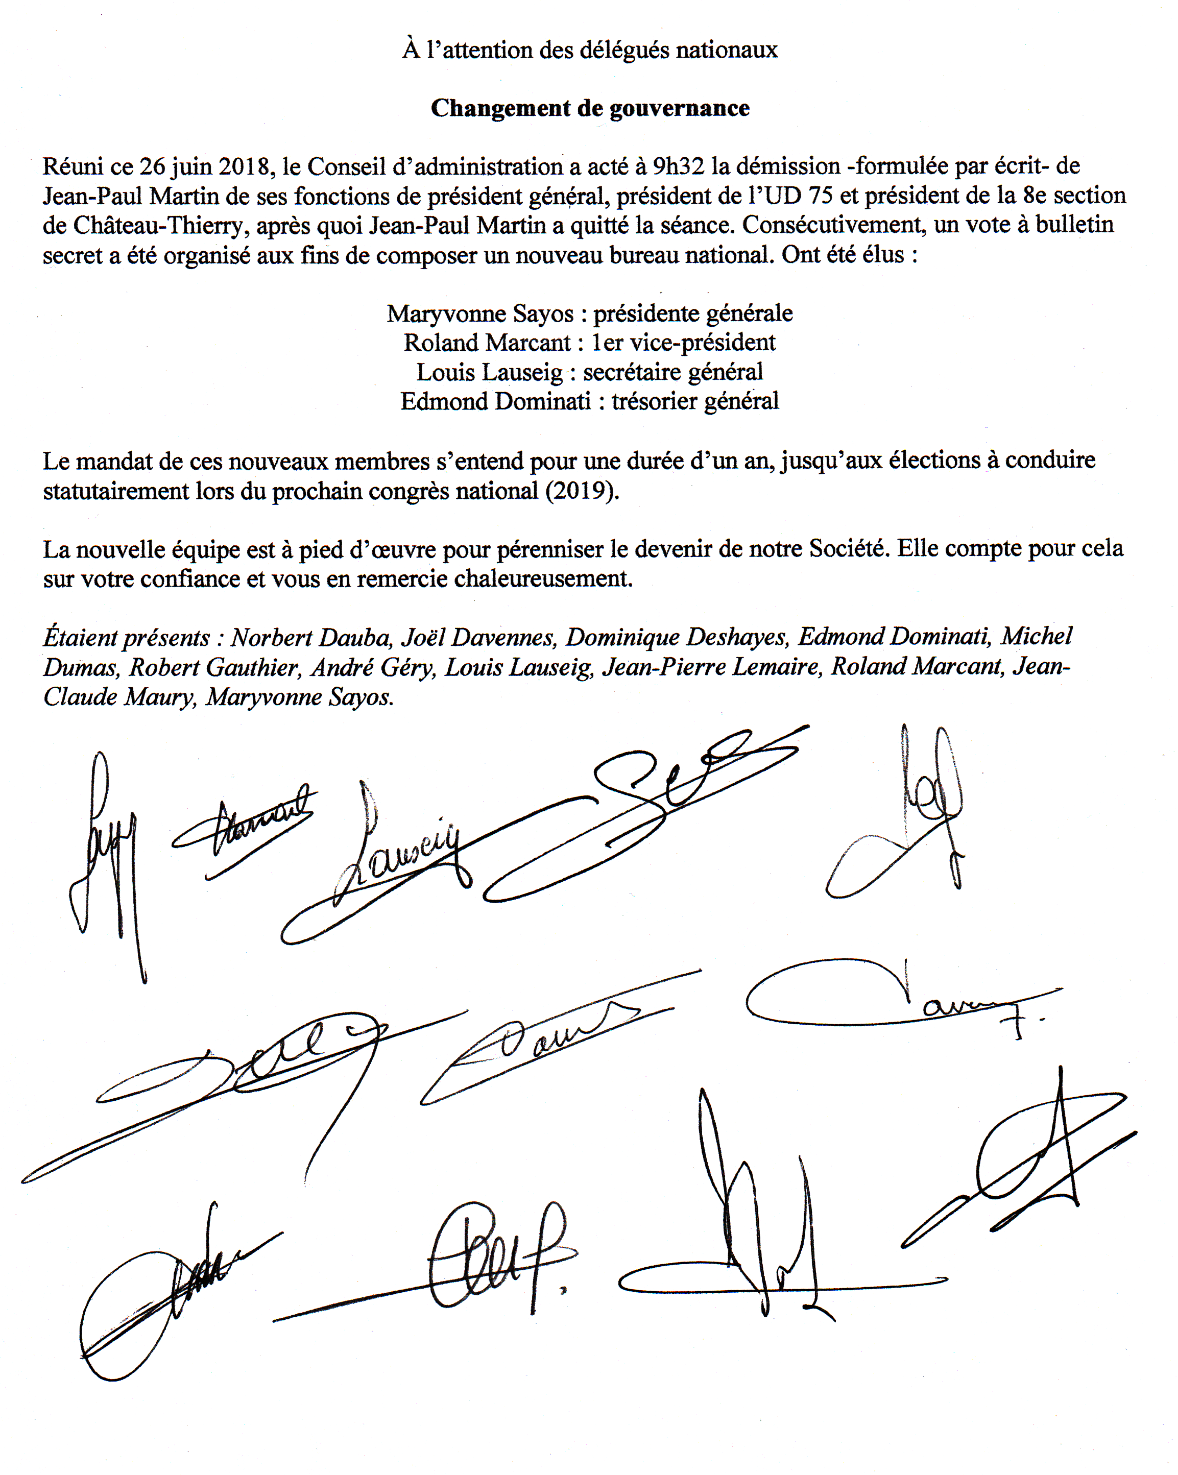 À l’attention des délégués nationaux
Changement de gouvernance
Réuni ce 26 juin 2018, le Conseil d’administration a acté à 9h32 la démission -formulée par écrit- de
Jean-Paul Martin de ses fonctions de président général, président de l’UD 75 et président de la 8e section
de Château-Thierry, après quoi Jean-Paul Martin a quitté la séance. Consécutivement, un vote à bulletin
secret a été organisé aux fins de composer un nouveau bureau national. Ont été élus :
Maryvonne Sayos : présidente générale
Roland Marcant : 1er vice-président
Louis Lauseig : secrétaire général
Edmond Dominati : trésorier général
Le mandat de ces nouveaux membres s’entend pour une durée d’un an, jusqu’aux élections à conduire
statutairement lors du prochain congrès national (2019).
La nouvelle équipe est à pied d’œuvre pour pérenniser le devenir de notre Société. Elle compte pour cela
sur votre confiance et vous en remercie chaleureusement.
Étaient présents : Norbert Dauba, Joël Davennes, Dominique Deshayes, Edmond Dominati, Michel
Dumas, Robert Gauthier, André Géry, Louis Lauseig, Jean-Pierre Lemaire, Roland Marcant, Jean-
Claude Maury, Maryvonne Sayos.
Lauseig